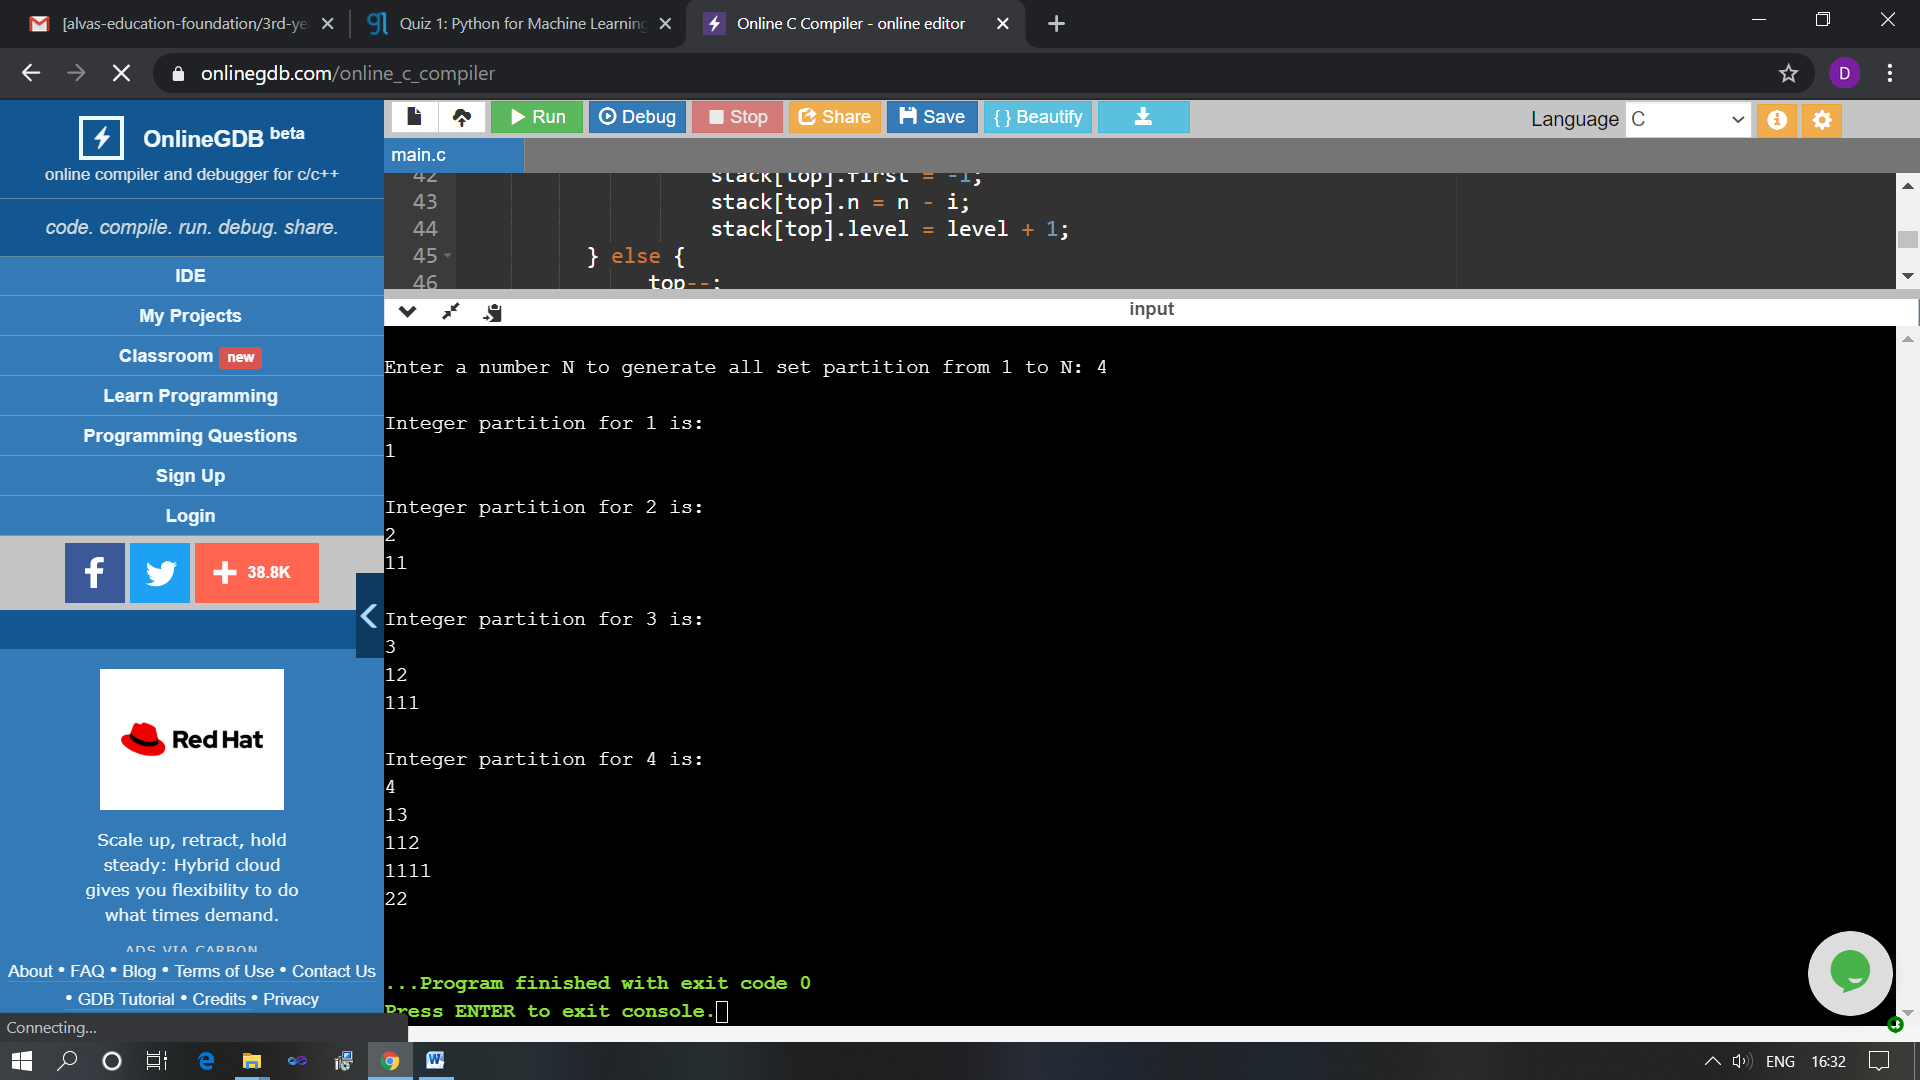 [alvas-education-foundation/3rd-ye
Quiz 1: Python for Machine Learning
Online C Compiler - online editor
onlinegdb.com/online_c_compiler
D
OnlineGDB beta
online compiler and debugger for c/c++
code. compile. run. debug. share.
IDE
My Projects
Classroom new
Learn Programming
Programming Questions
Sign Up
Login
38.8K
Red Hat
Scale up, retract, hold
steady: Hybrid cloud
gives you flexibility to do
what times demand.
ADS VIA CARBON
About • FAQ • Blog • Terms of Use • Contact Us
• GDB Tutorial • Credits • Privacy
Connecting...
Run Debug Stop Share Save { } Beautify
Language C
main.c
42 stack[top].first = -1;
43 stack[top].n = n - i;
44 stack[top].level = level + 1;
45 } else {
46 top--;
input
Enter a number N to generate all set partition from 1 to N: 4
Integer partition for 1 is:
1
Integer partition for 2 is:
2
11
Integer partition for 3 is:
3
12
111
Integer partition for 4 is:
4
13
112
1111
22
...Program finished with exit code 0
Press ENTER to exit console.
ENG 16:32